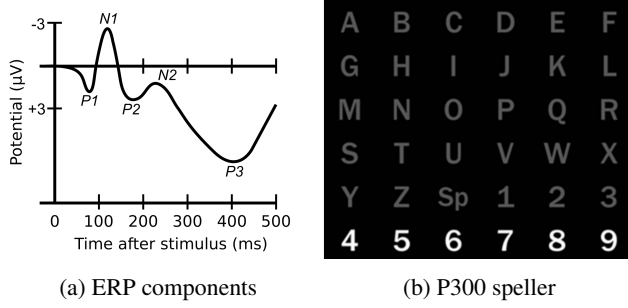 -3
N1
N2
+3
P1
P2
P3
Potential (µV)
0 100 200 300 400 500
Time after stimulus (ms)
(a) ERP components
A B C D E F
G H I J K L
M N O P Q R
S T U V W X
Y Z Sp 1 2 3
4 5 6 7 8 9
(b) P300 speller